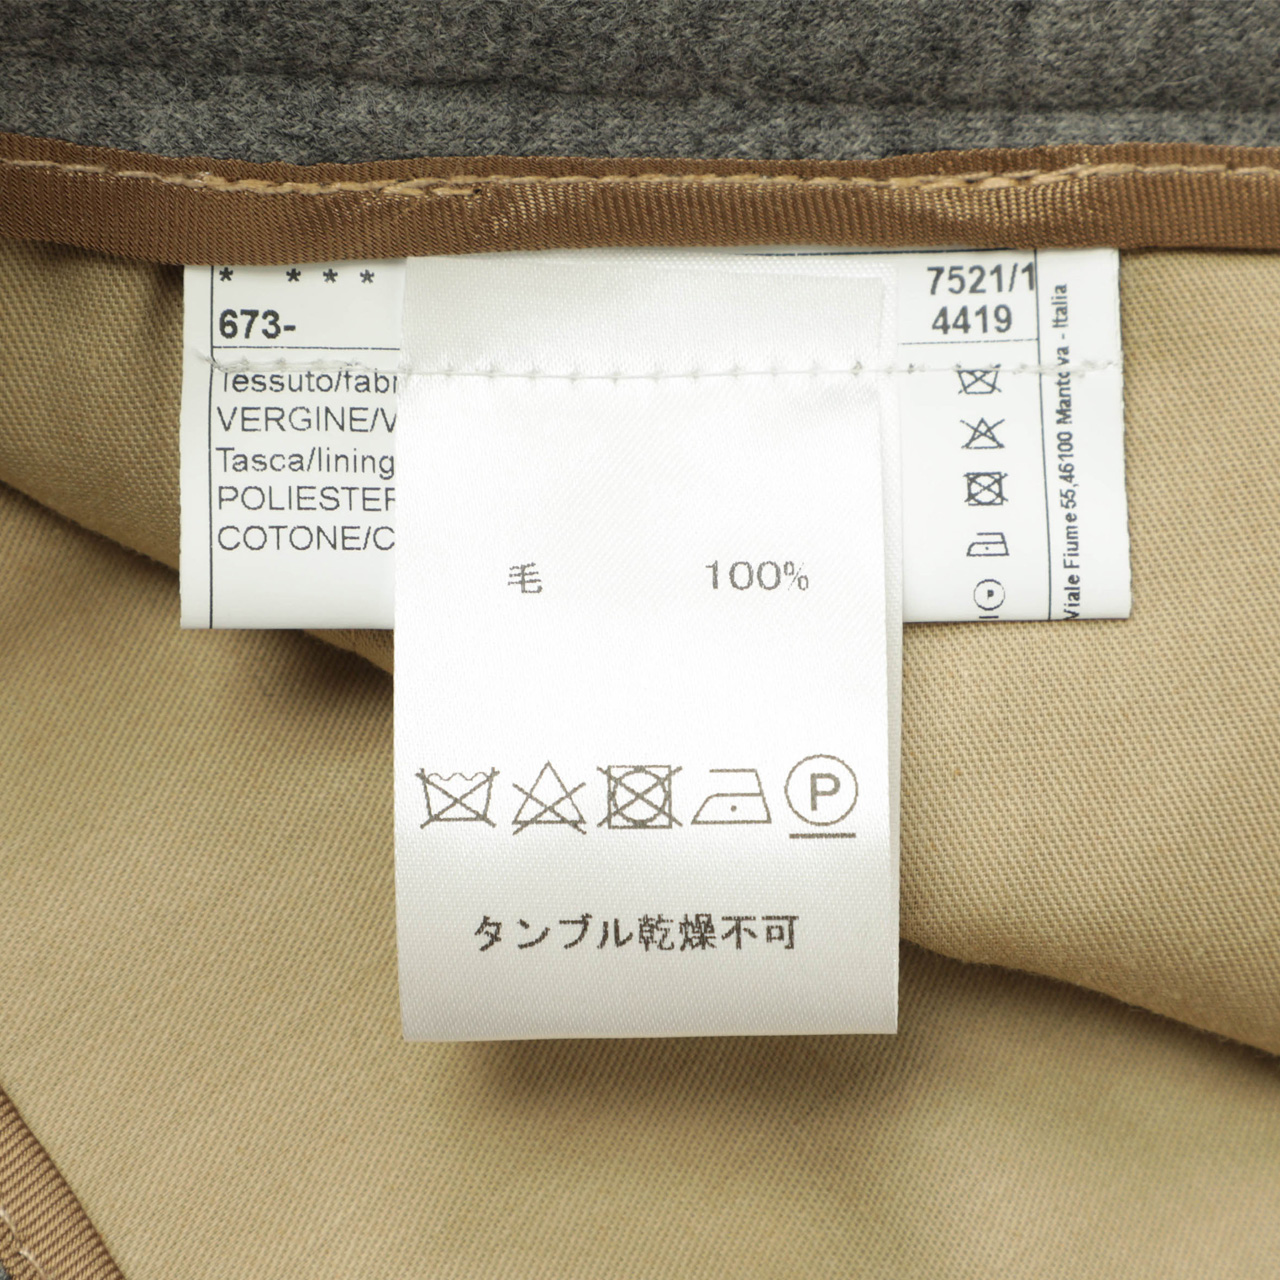 * * * *
673-
7521/1
4419
Tessuto/fabr
VERGINE/V
Tasca/lining
POLIESTER
COTONE/C
Viale Fiume 55,46100 Mantova - Italia
毛 100%
P
タンブル乾燥不可
P